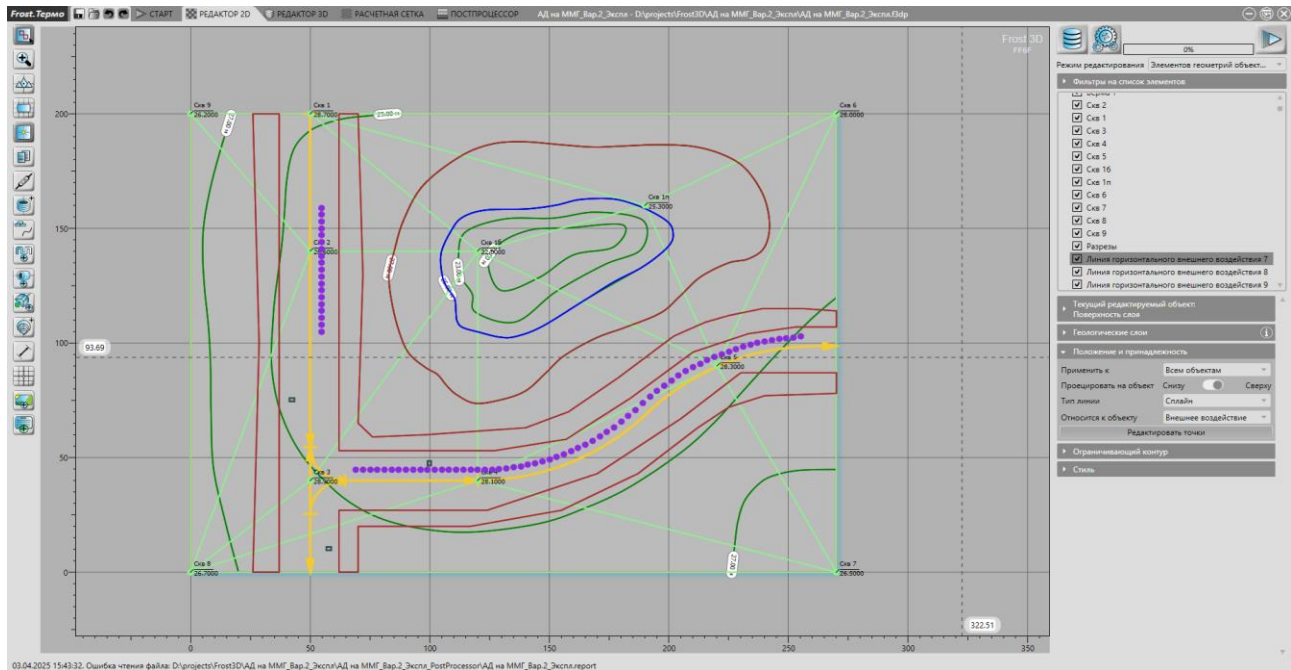 Frost.Термо
СТАРТ
РЕДАКТОР 2D
РЕДАКТОР 3D
РАСЧЕТНАЯ СЕТКА
ПОСТПРОЦЕССОР
АД на ММГ_Вар.2_Экспл - D:\projects\Frost3D\АД на ММГ_Вар.2_Экспл\АД на ММГ_Вар.2_Экспл.f3dp
Frost 3D
0%
Режим редактирования Элементов геометрий объект...
Фильтры на список элементов
Скв 2
Скв 1
Скв 3
Скв 4
Скв 5
Скв 16
Скв 1п
Скв 6
Скв 7
Скв 8
Скв 9
Разрезы
Линия горизонтального внешнего воздействия 7
Линия горизонтального внешнего воздействия 8
Линия горизонтального внешнего воздействия 9
Текущий редактируемый объект:
Поверхность слоя
Геологические слои
Положение и принадлежность
Применить к Всем объектам
Проецировать на объект Снизу Сверху
Тип линии Сплайн
Относится к объекту Внешнее воздействие
Редактировать точки
Ограничивающий контур
Стиль
200
150
100
50
0
93.69
322.51
0
50
100
150
200
250
300
350
Скв 9
26.2000
Скв 1
28.7000
25.00 м
Скв 6
28.0000
Скв 1п
25.3000
Скв 2
Скв 5
28.3000
Скв 3
28.1000
Скв 8
26.7000
Скв 7
26.5000
27.00
03.04.2025 15:43:32. Ошибка чтения файла: D:\projects\Frost3D\АД на ММГ_Вар.2_Экспл\АД на ММГ_Вар.2_Экспл_PostProcessor\АД на ММГ_Вар.2_Экспл.report